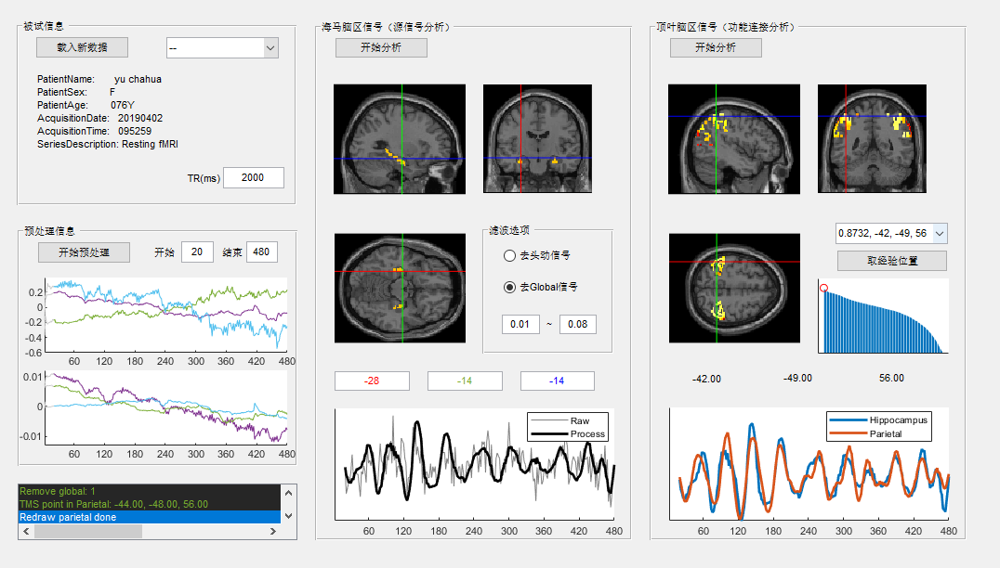 被试信息
载入新数据
--
PatientName: yu chahua
PatientSex: F
PatientAge: 076Y
AcquisitionDate: 20190402
AcquisitionTime: 095259
SeriesDescription: Resting fMRI
TR(ms) 2000
预处理信息
开始预处理 开始 20 结束 480
0.2
0
-0.2
-0.4
-0.6
60 120 180 240 300 360 420 480
0.01
0
-0.01
60 120 180 240 300 360 420 480
Remove global: 1
TMS point in Parietal: -44.00, -48.00, 56.00
Redraw parietal done
海马脑区信号（源信号分析）
开始分析
滤波选项
去头动信号
去Global信号
0.01 ~ 0.08
-28 -14 -14
Raw
Process
60 120 180 240 300 360 420 480
顶叶脑区信号（功能连接分析）
开始分析
0.8732, -42, -49, 56
取经验位置
-42.00 -49.00 56.00
Hippocampus
Parietal
60 120 180 240 300 360 420 480